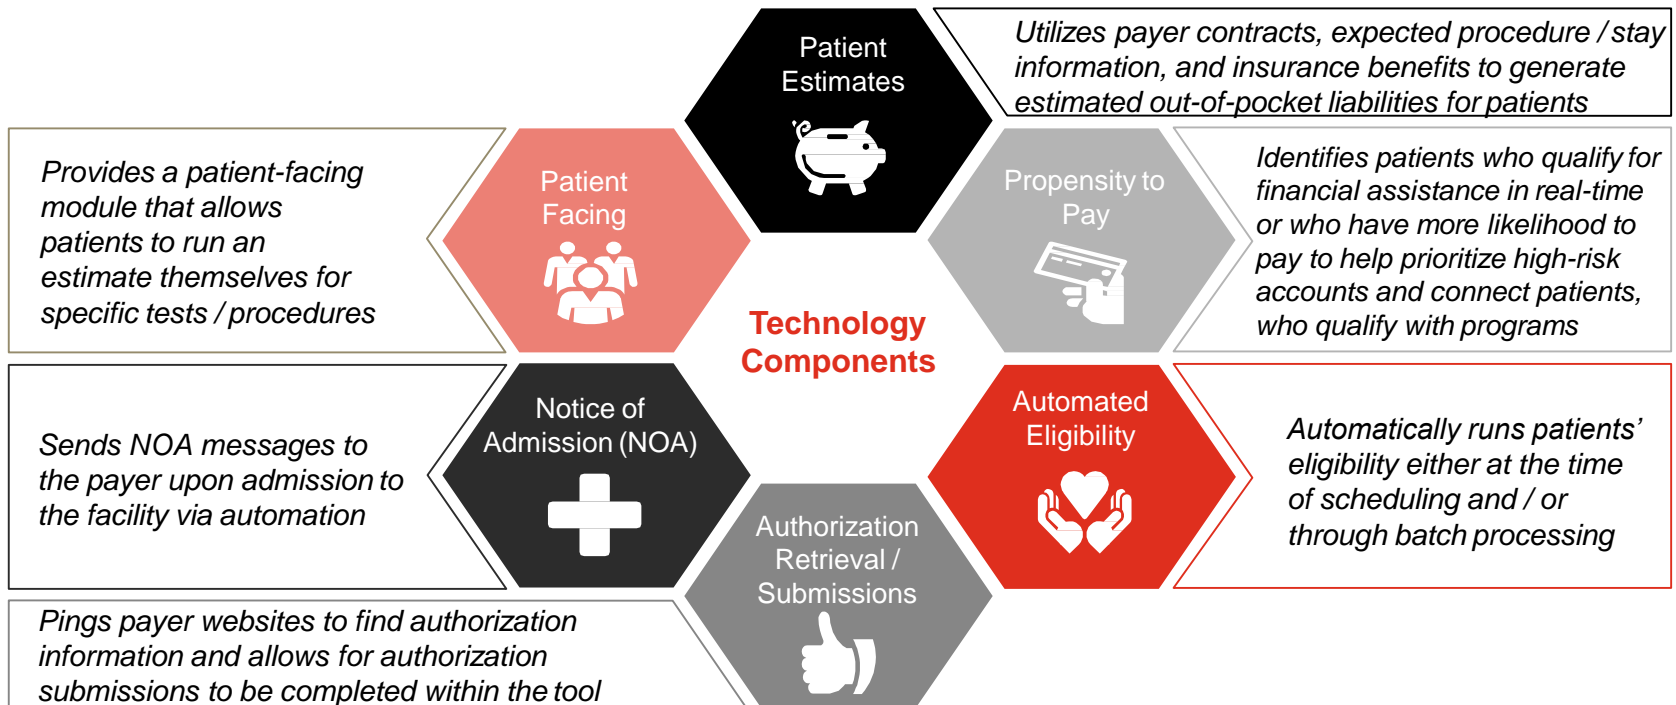 Patient
Estimates
Utilizes payer contracts, expected procedure / stay
information, and insurance benefits to generate
estimated out-of-pocket liabilities for patients
Provides a patient-facing
module that allows
patients to run an
estimate themselves for
specific tests / procedures
Patient
Facing
Propensity to
Pay
Identifies patients who qualify for
financial assistance in real-time
or who have more likelihood to
pay to help prioritize high-risk
accounts and connect patients,
who qualify with programs
Technology
Components
Sends NOA messages to
the payer upon admission to
the facility via automation
Notice of
Admission (NOA)
Automated
Eligibility
Automatically runs patients’
eligibility either at the time
of scheduling and / or
through batch processing
Authorization
Retrieval /
Submissions
Pings payer websites to find authorization
information and allows for authorization
submissions to be completed within the tool